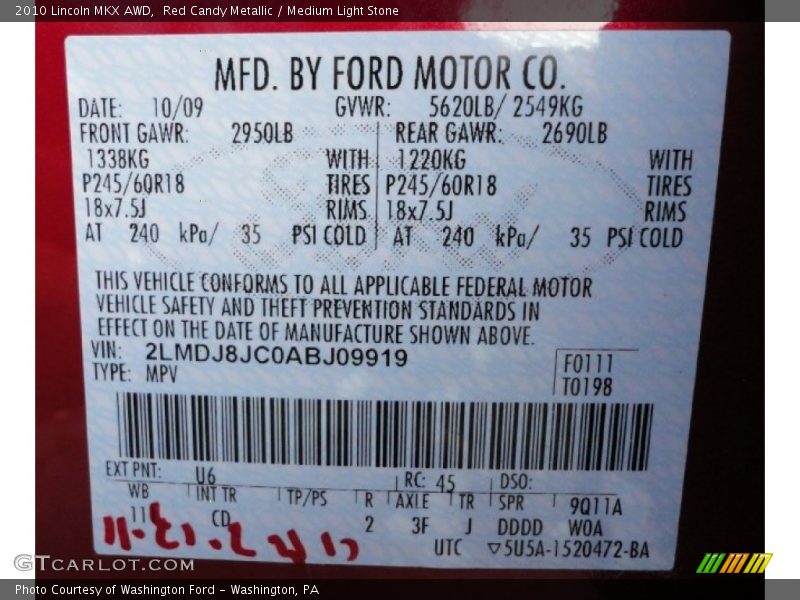 2010 Lincoln MKX AWD,  Red Candy Metallic / Medium Light Stone
MFD. BY FORD MOTOR CO.
DATE: 10/09 GVWR: 5620LB/ 2549KG
FRONT GAWR: 2950LB REAR GAWR: 2690LB
1338KG WITH 1220KG WITH
P245/60R18 TIRES P245/60R18 TIRES
18x7.5J RIMS 18x7.5J RIMS
AT 240 kPa/ 35 PSI COLD AT 240 kPa/ 35 PSI COLD
THIS VEHICLE CONFORMS TO ALL APPLICABLE FEDERAL MOTOR
VEHICLE SAFETY AND THEFT PREVENTION STANDARDS IN
EFFECT ON THE DATE OF MANUFACTURE SHOWN ABOVE.
VIN: 2LMDJ8JC0ABJ09919
TYPE: MPV
F0111
T0198
EXT PNT: U6 RC: 45 DSO:
WB INT TR TP/PS R AXLE TR SPR 9Q11A
11 CD 2 3F J DDDD WOA
UTC ▽5U5A-1520472-BA
GTCARLOT.COM
Photo Courtesy of Washington Ford – Washington, PA